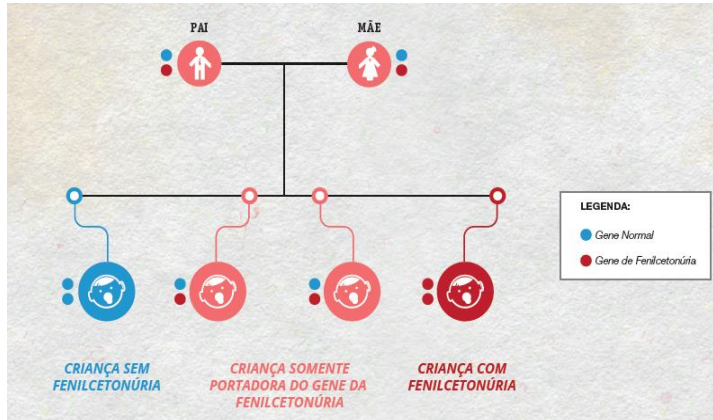 PAI
MÃE
LEGENDA:
Gene Normal
Gene de Fenilcetonúria
CRIANÇA SEM
FENILCETONÚRIA
CRIANÇA SOMENTE
PORTADORA DO GENE DA
FENILCETONÚRIA
CRIANÇA COM
FENILCETONÚRIA